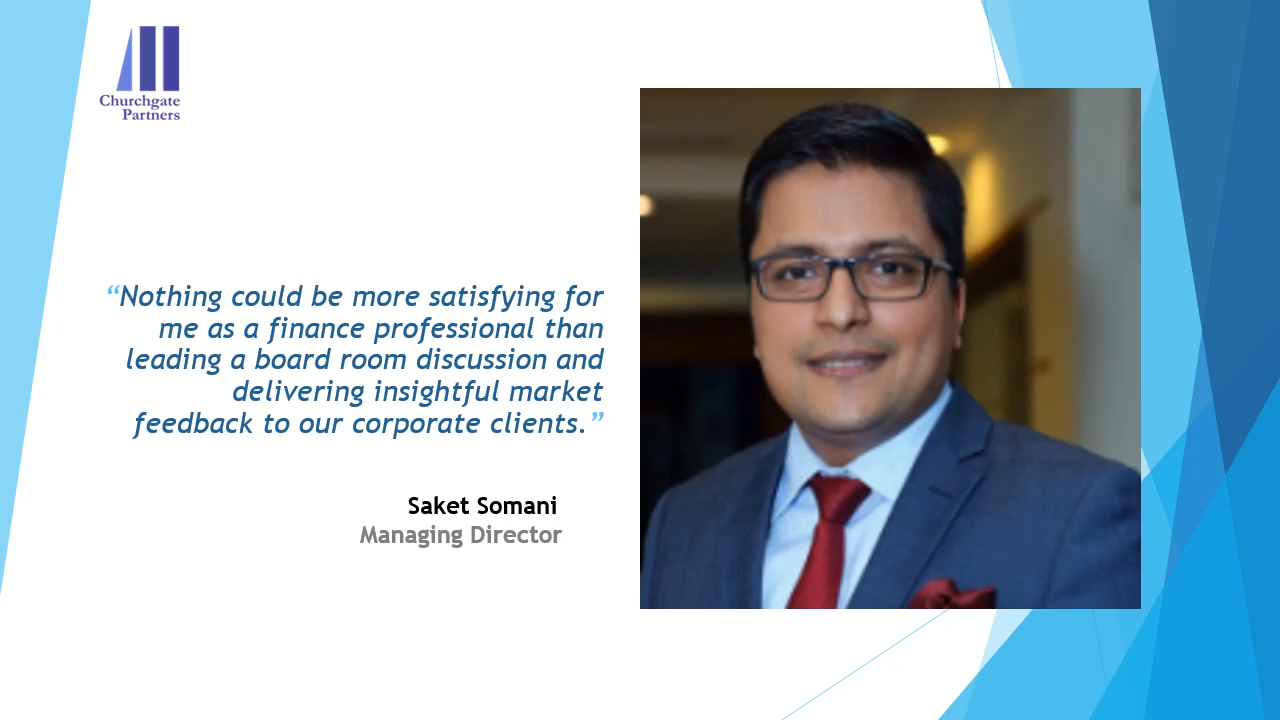 Churchgate
Partners
“Nothing could be more satisfying for
me as a finance professional than
leading a board room discussion and
delivering insightful market
feedback to our corporate clients.”
Saket Somani
Managing Director